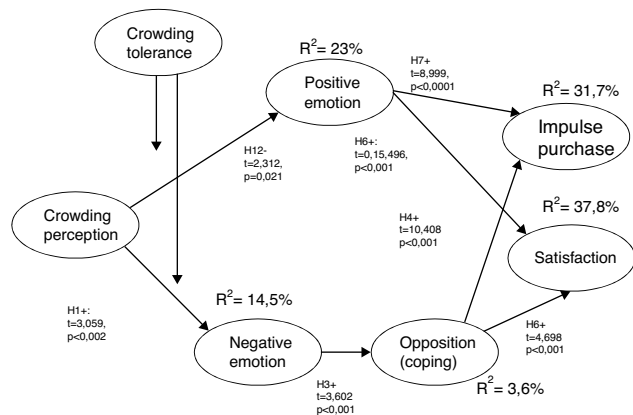 Crowding
tolerance
R²= 23%
Positive
emotion
H7+
t=8,999,
p<0,0001
R²= 31,7%
Impulse
purchase
H12-
t=2,312,
p=0,021
H6+:
t=0,15,496,
p<0,001
Crowding
perception
H4+
t=10,408
p<0,001
R²= 37,8%
Satisfaction
H1+:
t=3,059,
p<0,002
R²= 14,5%
Negative
emotion
H3+
t=3,602
p<0,001
Opposition
(coping)
H6+
t=4,698
p<0,001
R²= 3,6%